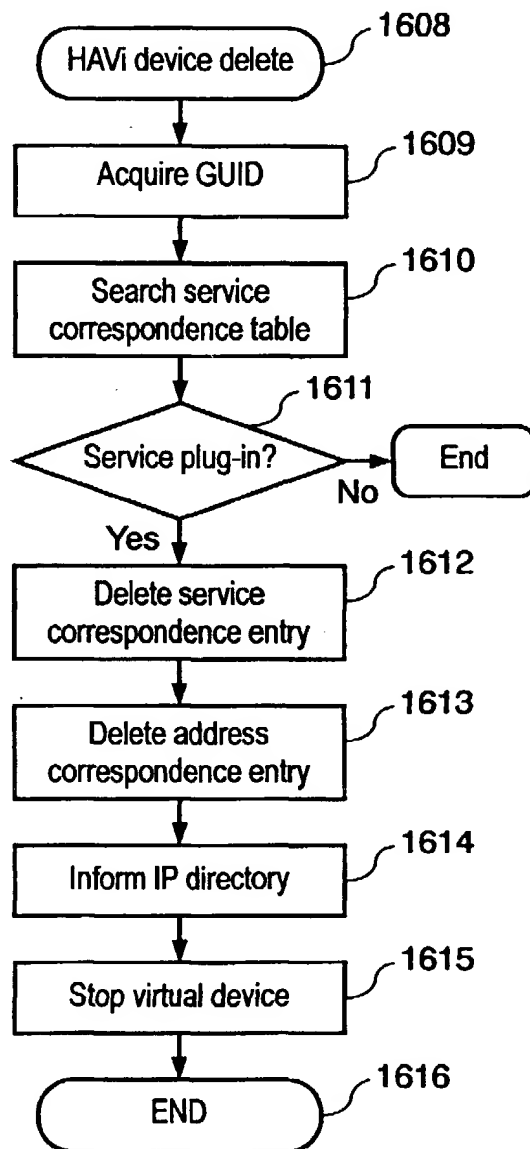 1608
HAVi device delete
1609
Acquire GUID
1610
Search service
correspondence table
1611
Service plug-in?
End
No
Yes
1612
Delete service
correspondence entry
1613
Delete address
correspondence entry
1614
Inform IP directory
1615
Stop virtual device
1616
END